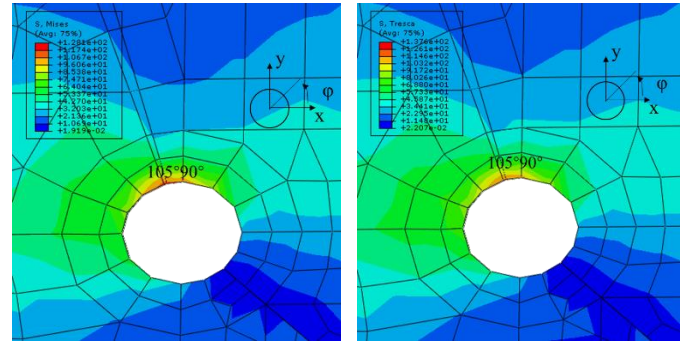 S, Mises
(Avg: 75%)
+1.281e+02
+1.174e+02
+1.067e+02
+9.606e+01
+8.538e+01
+7.471e+01
+6.404e+01
+5.337e+01
+4.270e+01
+3.203e+01
+2.136e+01
+1.069e+01
+1.919e-02
y
φ
x
105°90°
S, Tresca
(Avg: 75%)
+1.376e+02
+1.261e+02
+1.146e+02
+1.032e+02
+9.172e+01
+8.026e+01
+6.880e+01
+5.733e+01
+4.587e+01
+3.441e+01
+2.295e+01
+1.148e+01
+2.207e-02
y
φ
x
105°90°